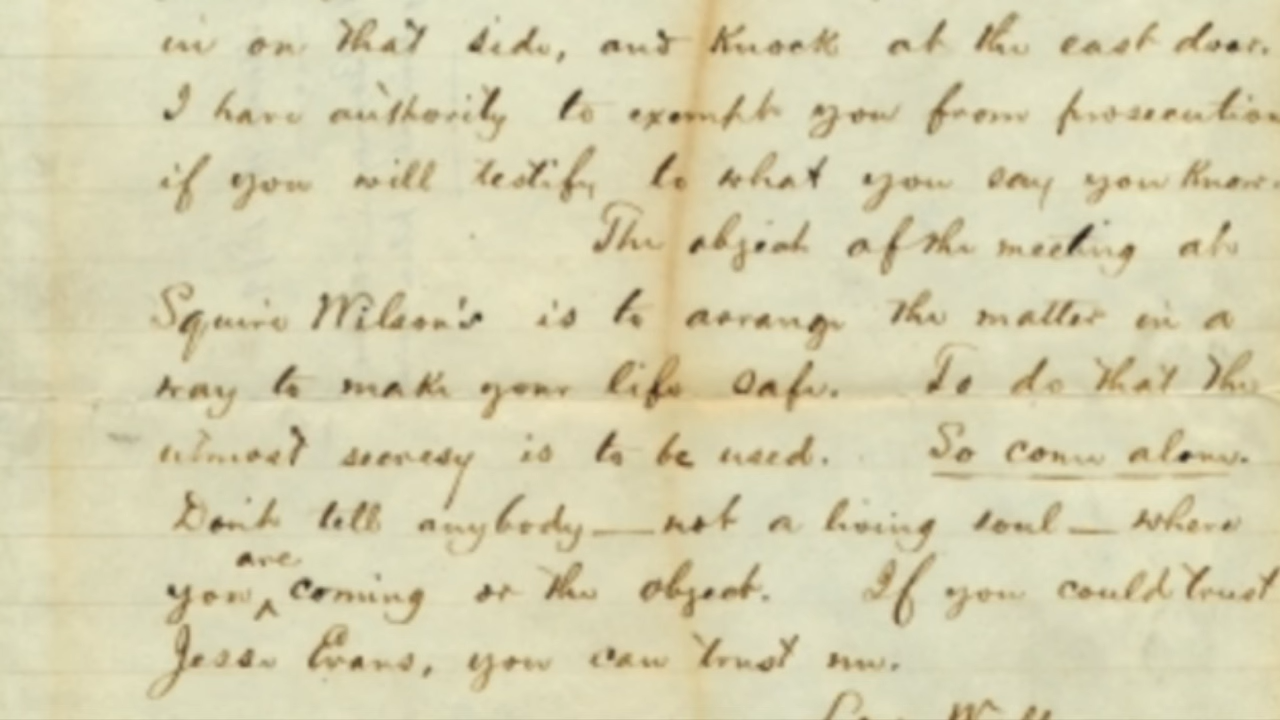 in on that side, and knock at the east door.
I have authority to exempt you from prosecution
if you will testify to what you say you know.
The object of the meeting at
Squire Wilson's is to arrange the matter in a
way to make your life safe. To do that the
utmost secresy is to be used. So come alone.
Don't tell anybody—not a living soul—where
you are coming or the object. If you could trust
Jesse Evans, you can trust me.